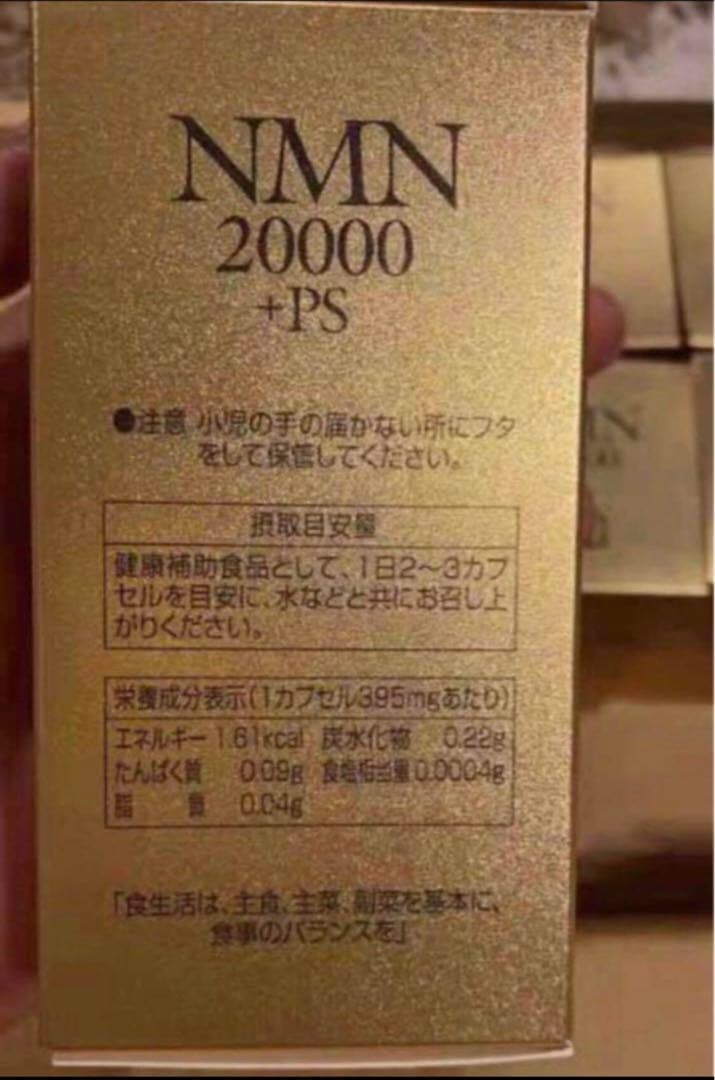 NMN
20000
+PS
●注意 小児の手の届かない所にフタ
をして保管してください。
摂取目安量
健康補助食品として、1日2〜3カプ
セルを目安に、水などと共にお召し上
がりください。
栄養成分表示(1カプセル395mgあたり)
エネルギー 1.61kcal 炭水化物 0.22g
たんぱく質 0.09g 食塩相当量 0.0004g
脂 質 0.04g
「食生活は、主食、主菜、副菜を基本に、
食事のバランスを」